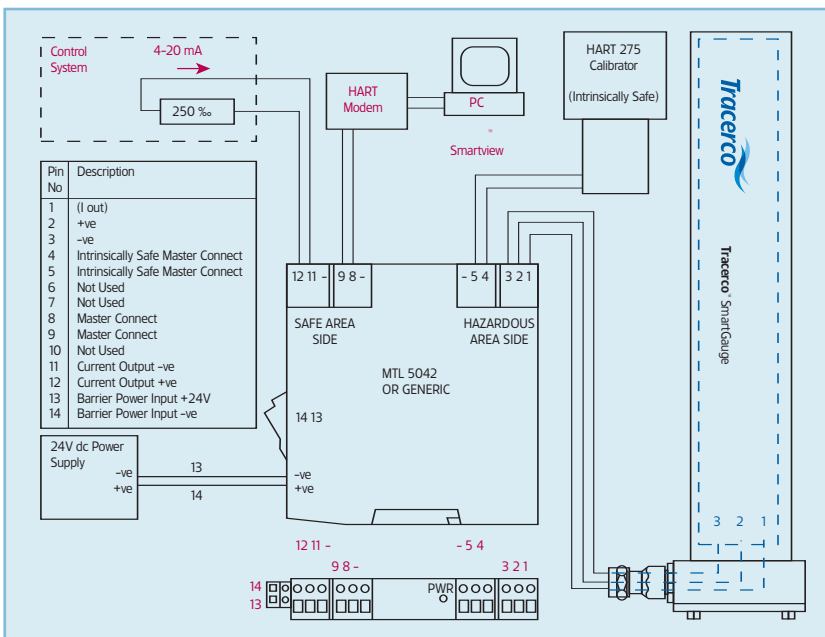 Control
System
4-20 mA
250 ‰
HART
Modem
PC
Smartview
HART 275
Calibrator
(Intrinsically Safe)
Tracerco
Tracerco™ SmartGauge
Pin No Description
1 (I out)
2 +ve
3 -ve
4 Intrinsically Safe Master Connect
5 Intrinsically Safe Master Connect
6 Not Used
7 Not Used
8 Master Connect
9 Master Connect
10 Not Used
11 Current Output -ve
12 Current Output +ve
13 Barrier Power Input +24V
14 Barrier Power Input -ve
12 11 - 9 8 - - 5 4 3 2 1
SAFE AREA
SIDE
HAZARDOUS
AREA SIDE
MTL 5042
OR GENERIC
14 13
24V dc Power
Supply
-ve 13 -ve
+ve 14 +ve
3 2 1
12 11 - - 5 4
9 8 - 3 2 1
14
13
PWR